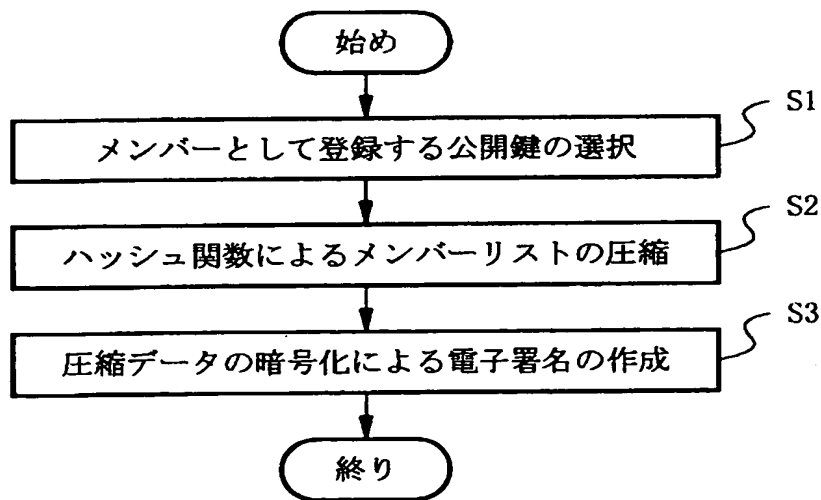 始め
S1
メンバーとして登録する公開鍵の選択
S2
ハッシュ関数によるメンバーリストの圧縮
S3
圧縮データの暗号化による電子署名の作成
終り